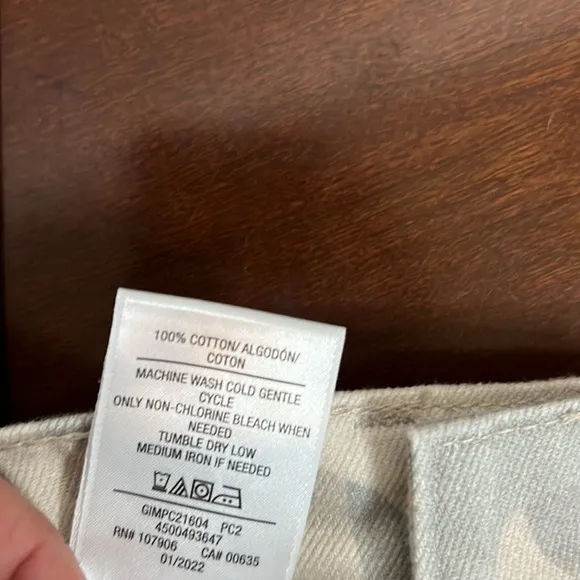 100% COTTON/ ALGODÓN/
COTON
MACHINE WASH COLD GENTLE
CYCLE
ONLY NON-CHLORINE BLEACH WHEN
NEEDED
TUMBLE DRY LOW
MEDIUM IRON IF NEEDED
GIMPC21604 PC2
4500493647
RN# 107906 CA# 00635
01/2022